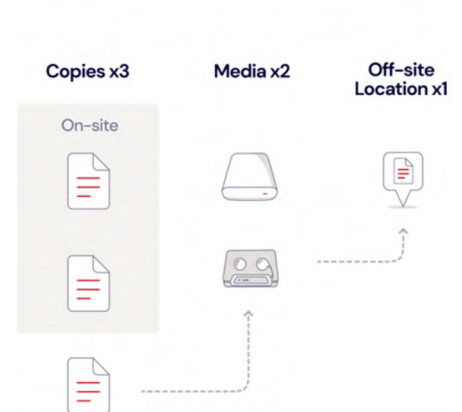 Copies x3
Media x2
Off-site
Location x1
On-site